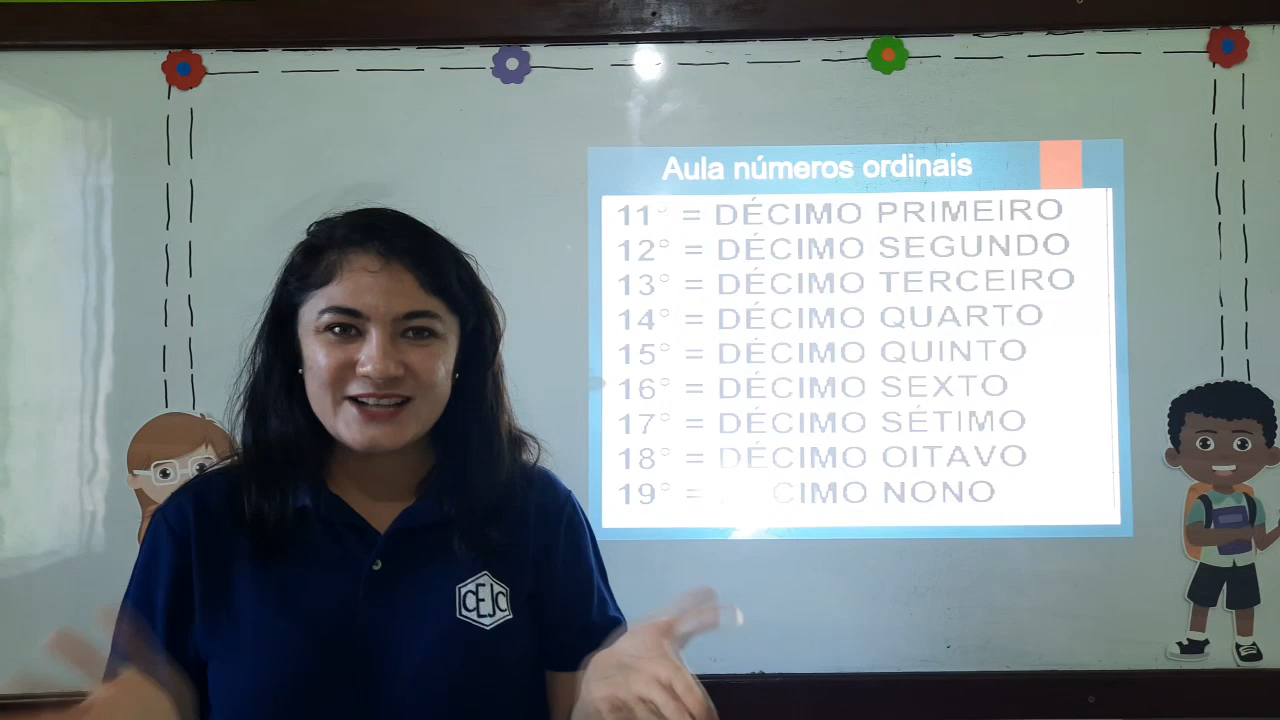 Aula números ordinais
11° = DÉCIMO PRIMEIRO
12° = DÉCIMO SEGUNDO
13° = DÉCIMO TERCEIRO
14° = DÉCIMO QUARTO
15° = DÉCIMO QUINTO
16° = DÉCIMO SEXTO
17° = DÉCIMO SÉTIMO
18° = DÉCIMO OITAVO
19° = CIMO NONO
CEJC